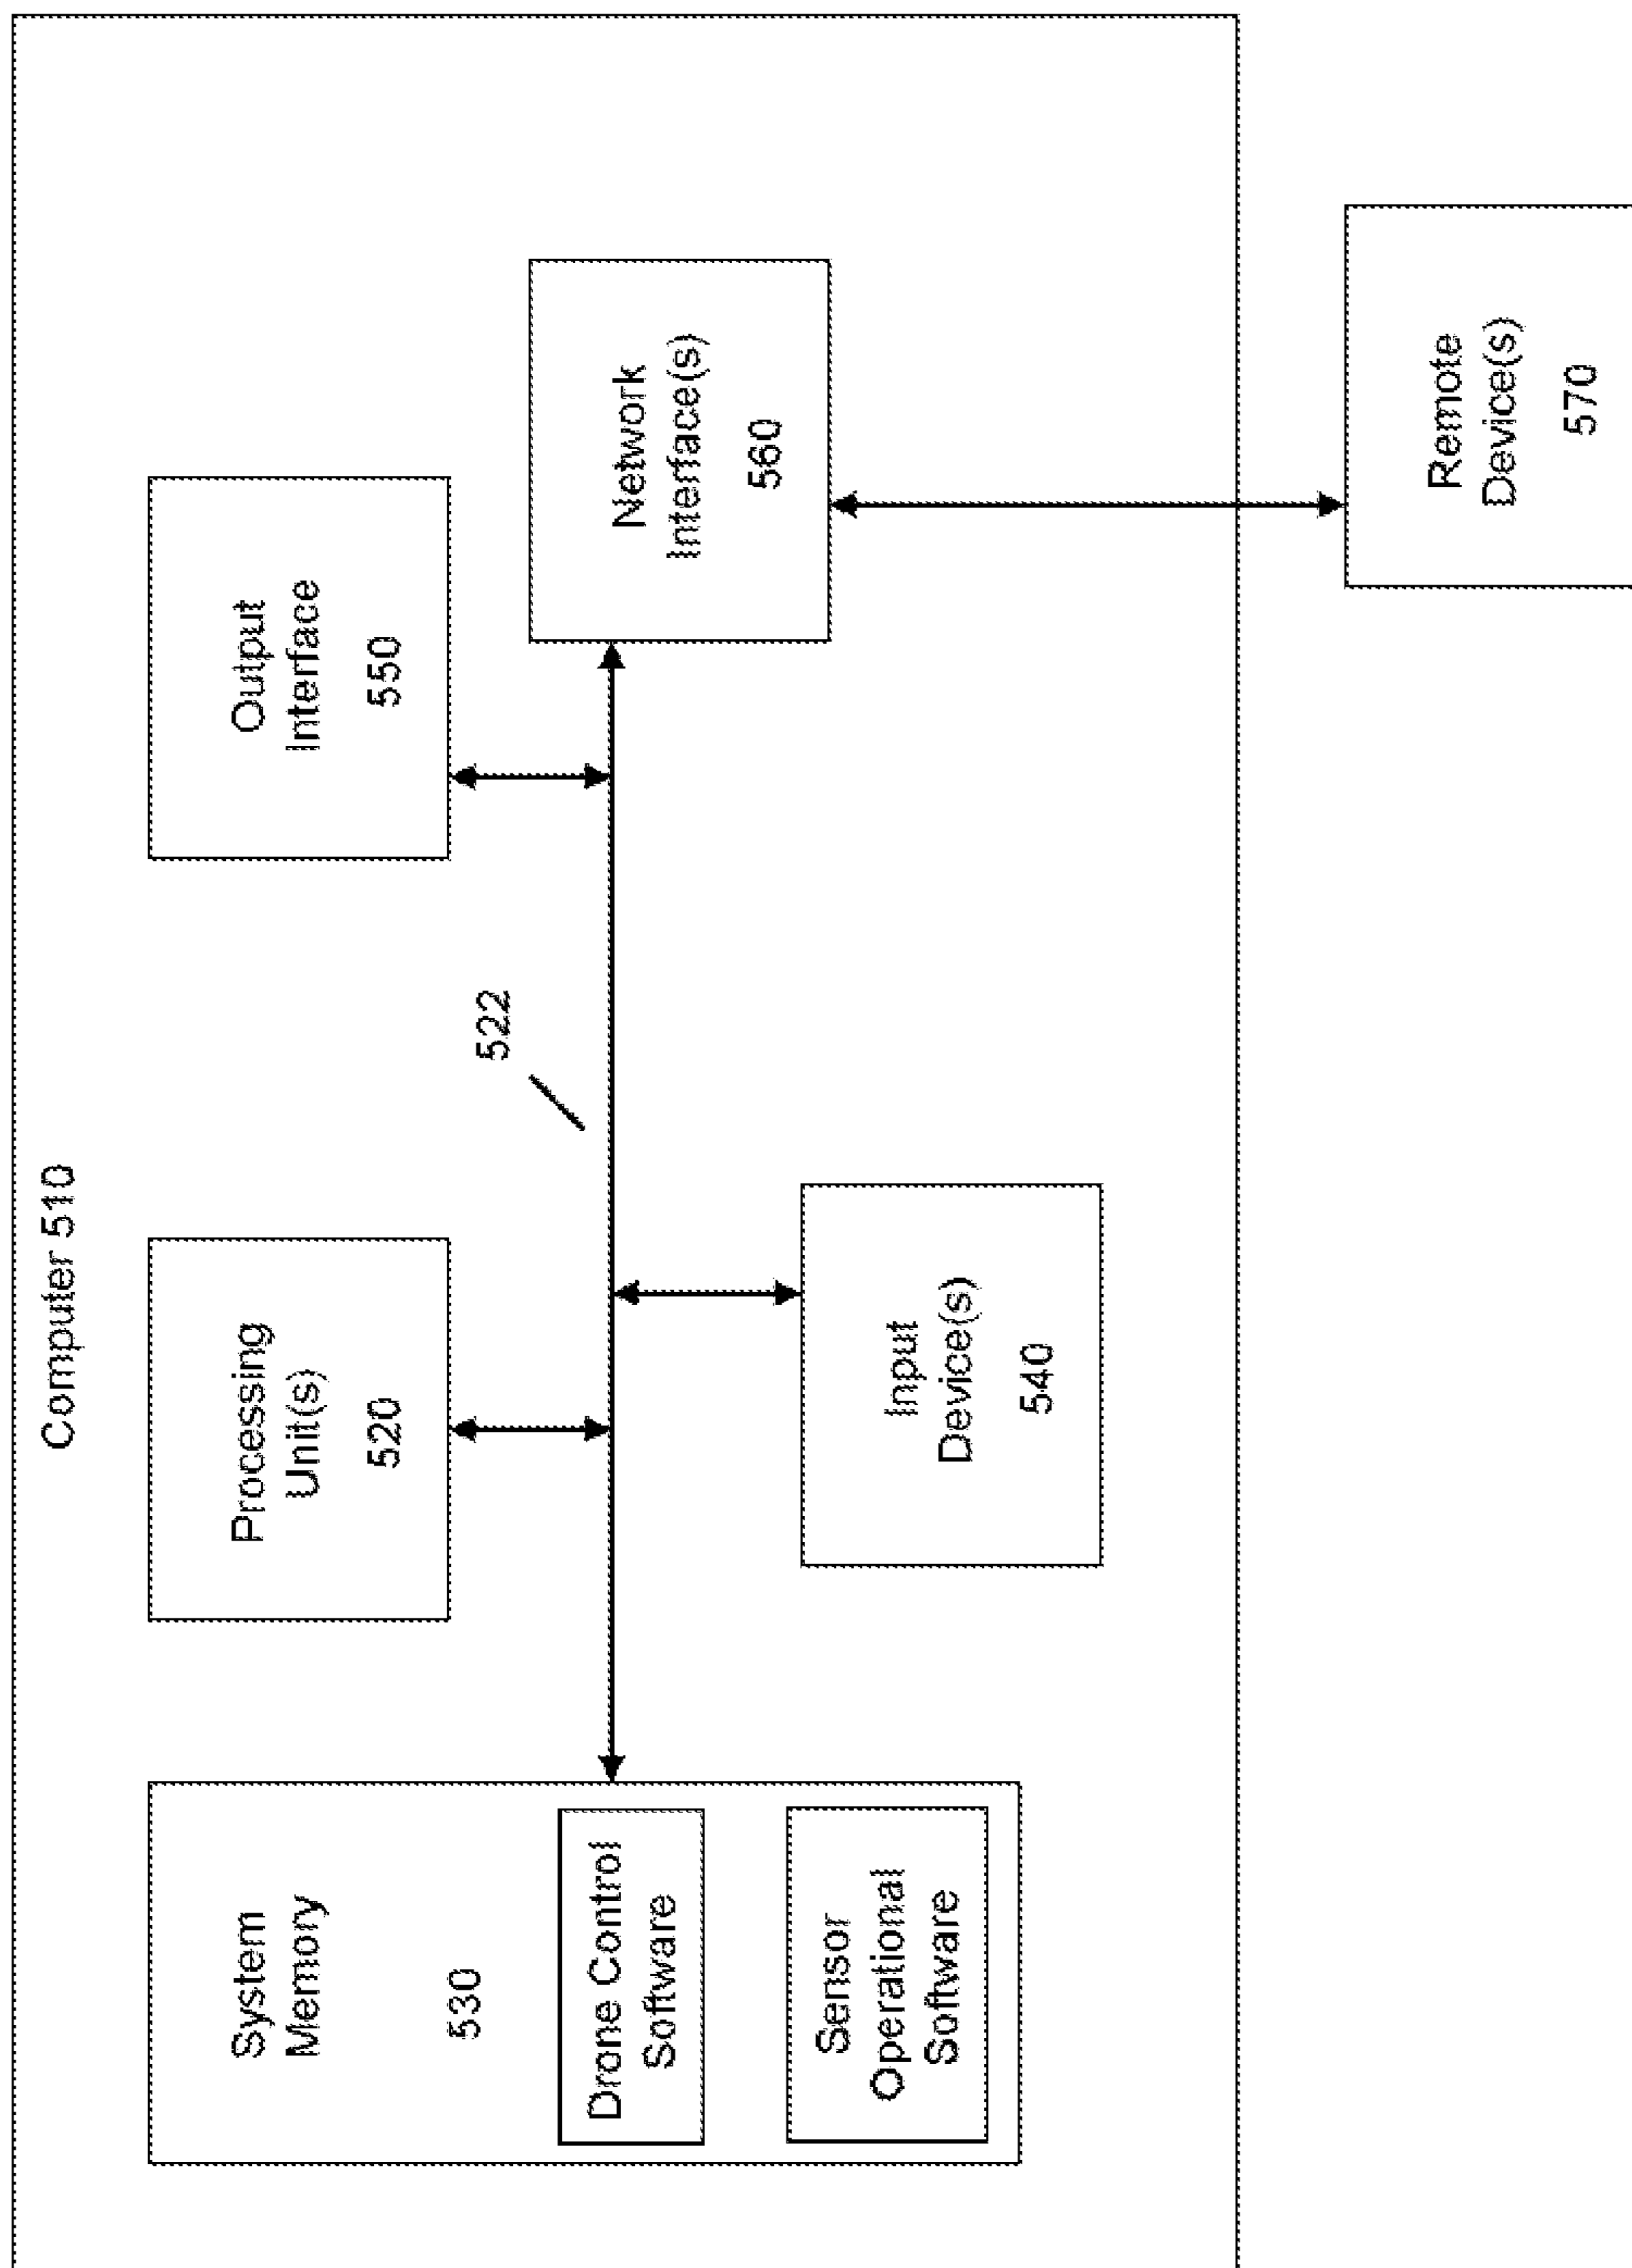 Computer 510
System
Memory
530
Drone Control
Software
Sensor
Operational
Software
Processing
Unit(s)
520
Output
Interface
550
522
Input
Device(s)
540
Network
Interface(s)
560
Remote
Device(s)
570